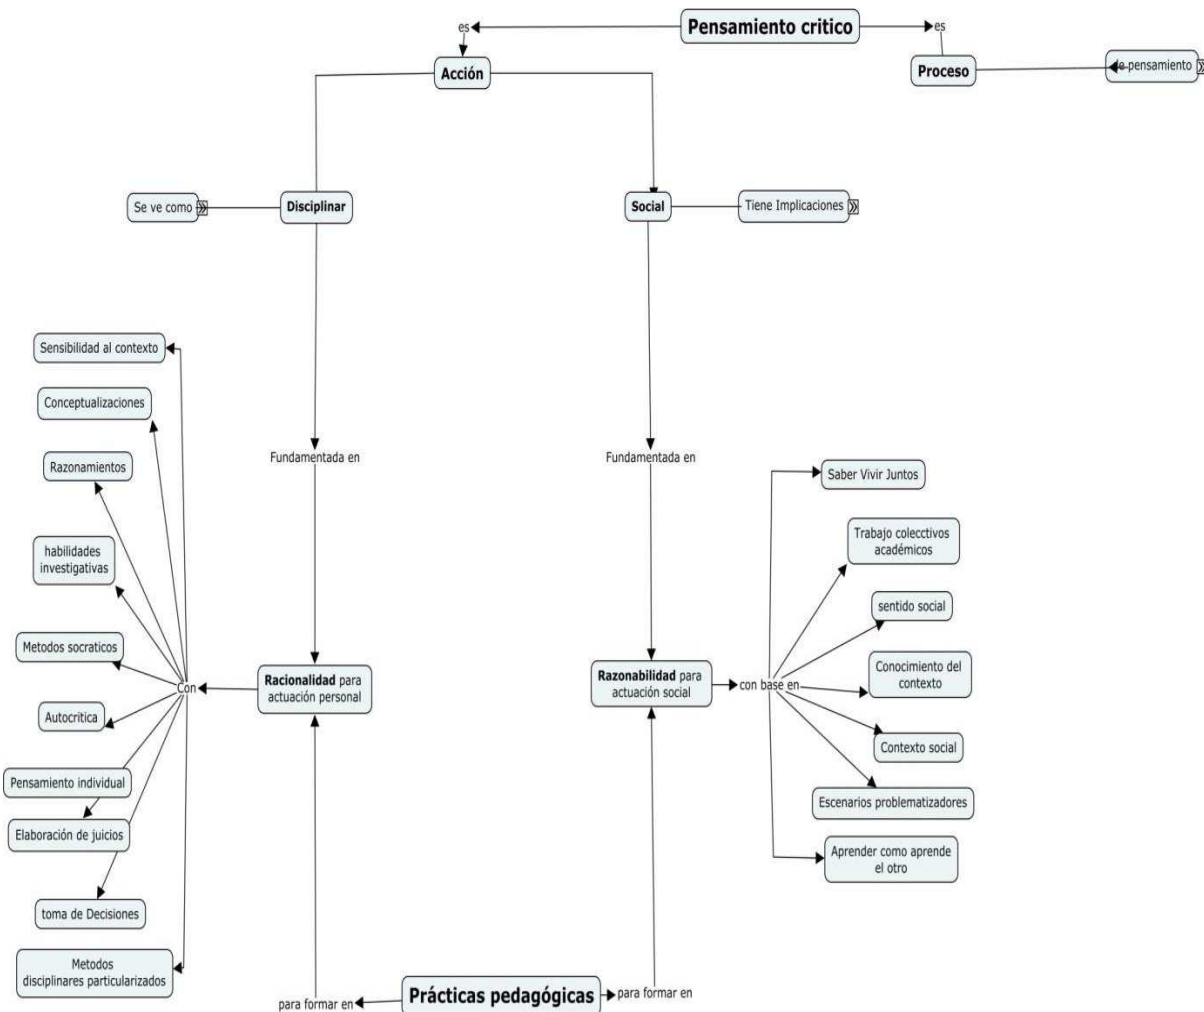 Pensamiento critico
es
es
Acción
Proceso
de pensamiento
Se ve como
Disciplinar
Social
Tiene Implicaciones
Sensibilidad al contexto
Conceptualizaciones
Razonamientos
habilidades
investigativas
Metodos socraticos
Autocrítica
Pensamiento individual
Elaboración de juicios
toma de Decisiones
Metodos
disciplinares particularizados
Con
Fundamentada en
Racionalidad para
actuación personal
Fundamentada en
Razonabilidad para
actuación social
con base en
Saber Vivir Juntos
Trabajo colecctivos
académicos
sentido social
Conocimiento del
contexto
Contexto social
Escenarios problematizadores
Aprender como aprende
el otro
para formar en
Prácticas pedagógicas
para formar en